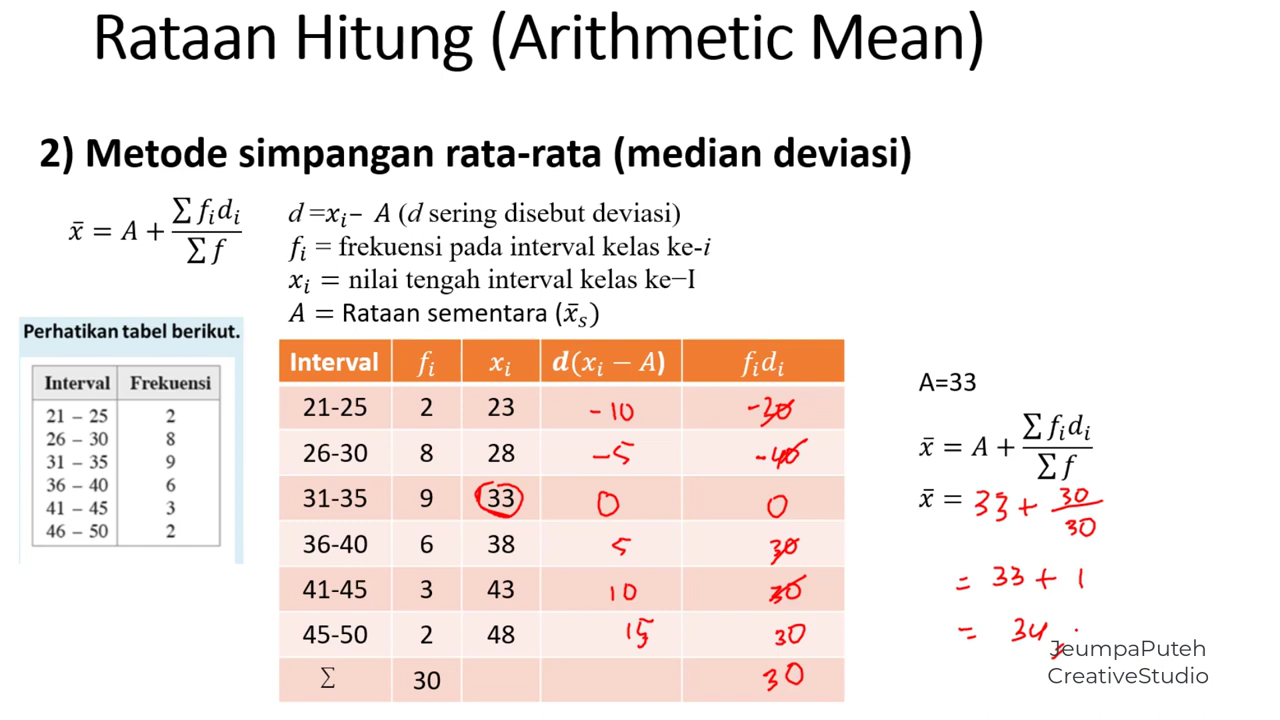 Rataan Hitung (Arithmetic Mean)
2) Metode simpangan rata-rata (median deviasi)
x̄ = A + ∑ fᵢdᵢ / ∑ f
d =xᵢ– A (d sering disebut deviasi)
fᵢ = frekuensi pada interval kelas ke-i
xᵢ = nilai tengah interval kelas ke−I
A = Rataan sementara (x̄ₛ)
Perhatikan tabel berikut.
Interval Frekuensi
21 – 25 2
26 – 30 8
31 – 35 9
36 – 40 6
41 – 45 3
46 – 50 2
Interval fᵢ xᵢ d(xᵢ − A) fᵢdᵢ
21-25 2 23 -10
26-30 8 28 -5 -40
31-35 9 33 0 0
36-40 6 38 5 30
41-45 3 43 10 30
45-50 2 48 15 30
∑ 30 30
A=33
x̄ = A + ∑ fᵢdᵢ / ∑ f
x̄ = 33 + 30 / 30
= 33 + 1
= 34
JeumpaPuteh
CreativeStudio